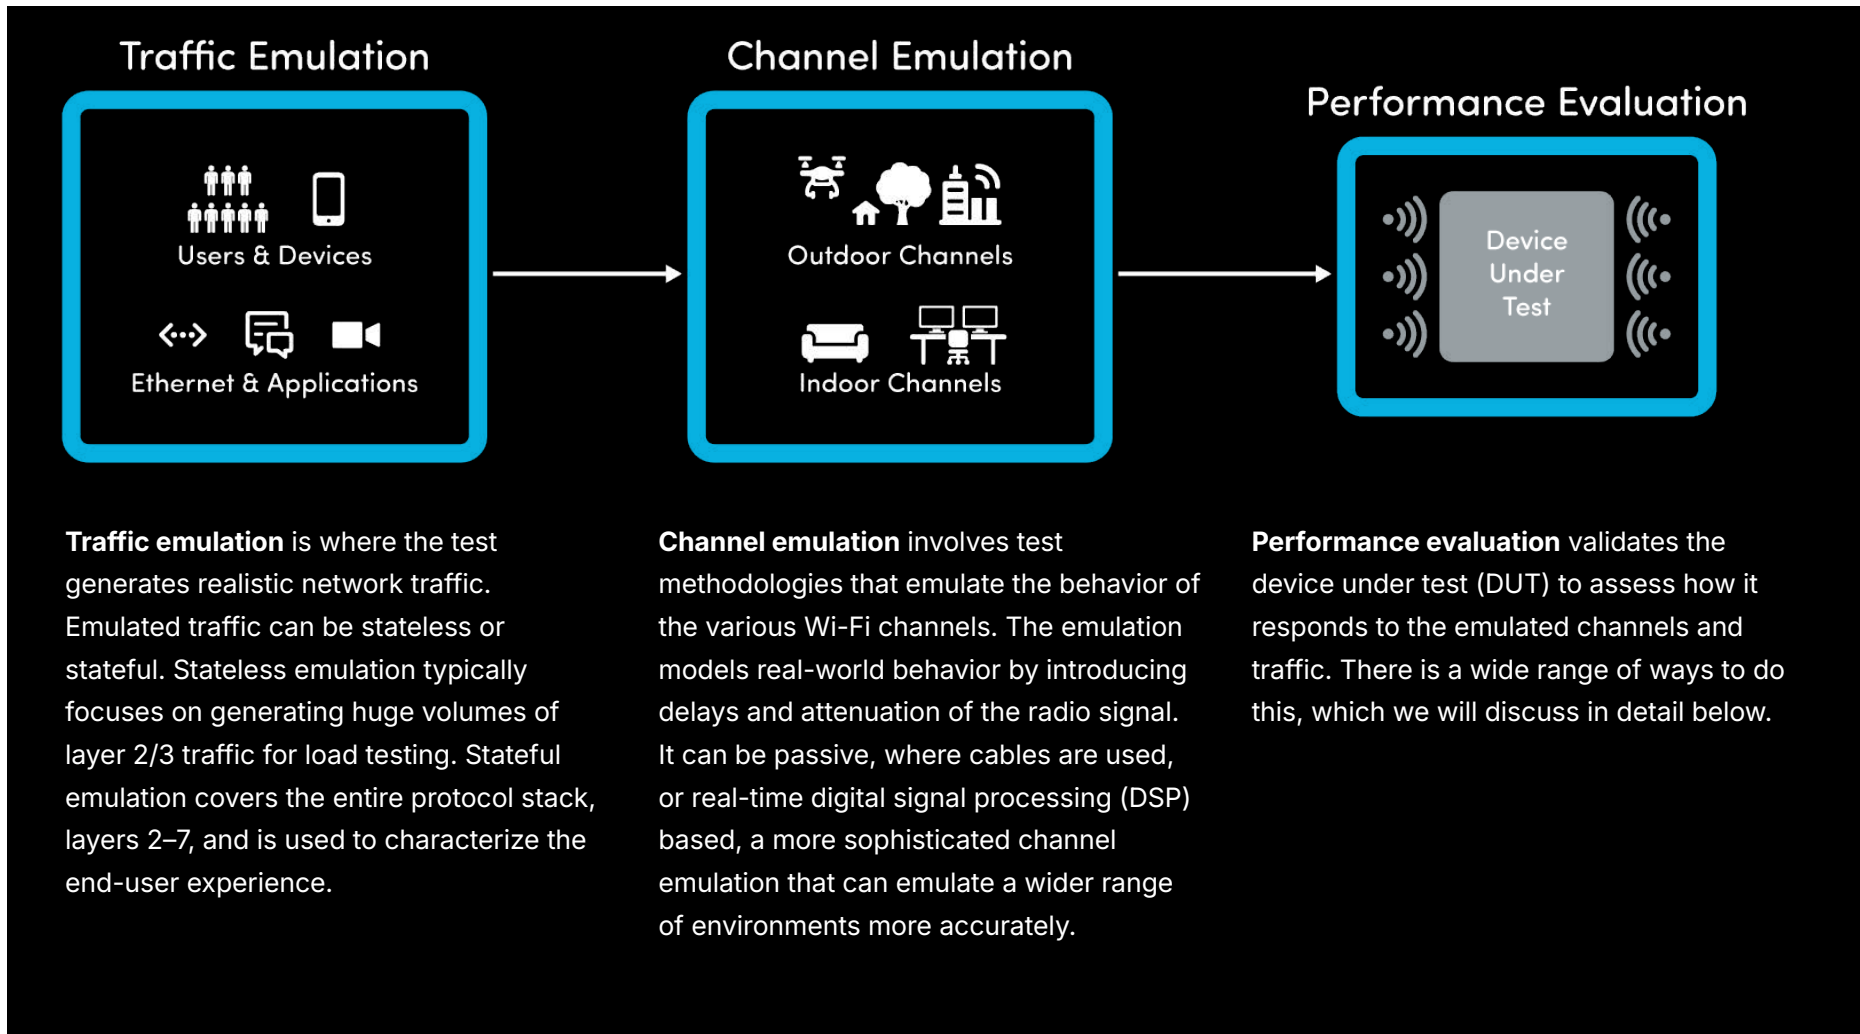 Traffic Emulation
Users & Devices
Ethernet & Applications
Channel Emulation
Outdoor Channels
Indoor Channels
Performance Evaluation
Device
Under
Test
Traffic emulation is where the test
generates realistic network traffic.
Emulated traffic can be stateless or
stateful. Stateless emulation typically
focuses on generating huge volumes of
layer 2/3 traffic for load testing. Stateful
emulation covers the entire protocol stack,
layers 2–7, and is used to characterize the
end-user experience.
Channel emulation involves test
methodologies that emulate the behavior of
the various Wi-Fi channels. The emulation
models real-world behavior by introducing
delays and attenuation of the radio signal.
It can be passive, where cables are used,
or real-time digital signal processing (DSP)
based, a more sophisticated channel
emulation that can emulate a wider range
of environments more accurately.
Performance evaluation validates the
device under test (DUT) to assess how it
responds to the emulated channels and
traffic. There is a wide range of ways to do
this, which we will discuss in detail below.